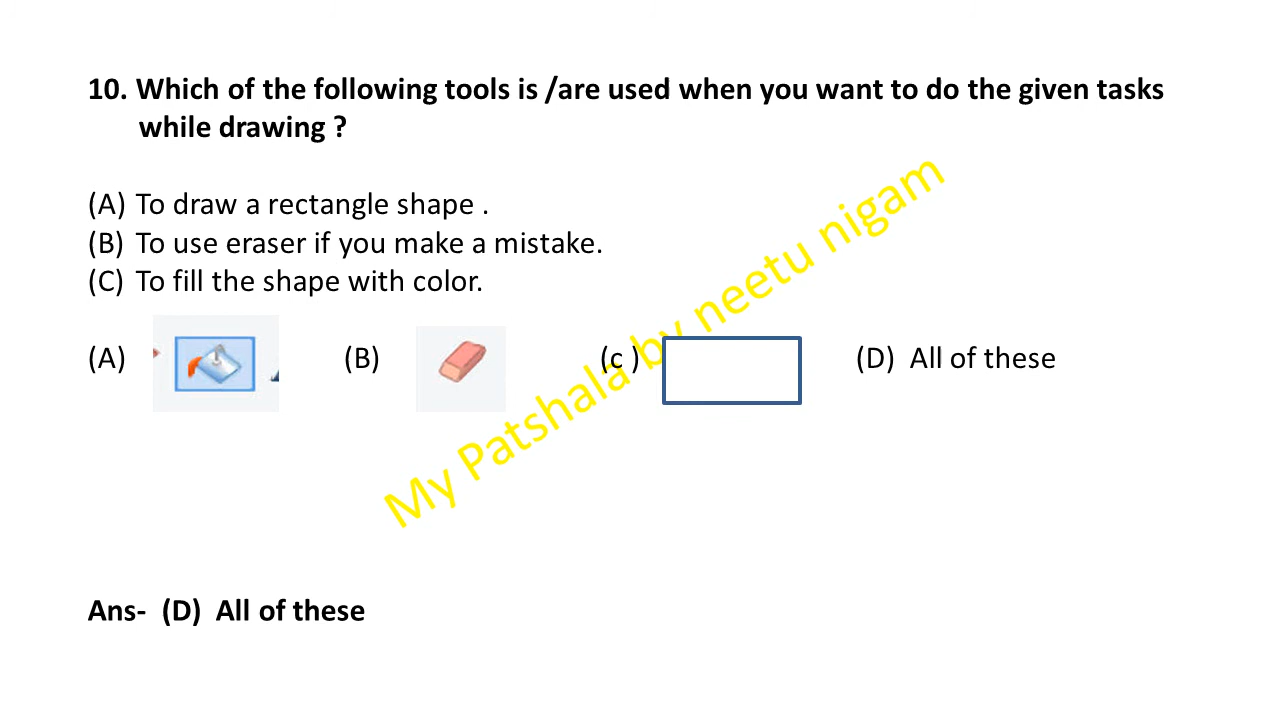 10. Which of the following tools is /are used when you want to do the given tasks
while drawing ?
(A) To draw a rectangle shape .
(B) To use eraser if you make a mistake.
(C) To fill the shape with color.
(A) (B) (c ) (D) All of these
My Patshala by neetu nigam
Ans- (D) All of these